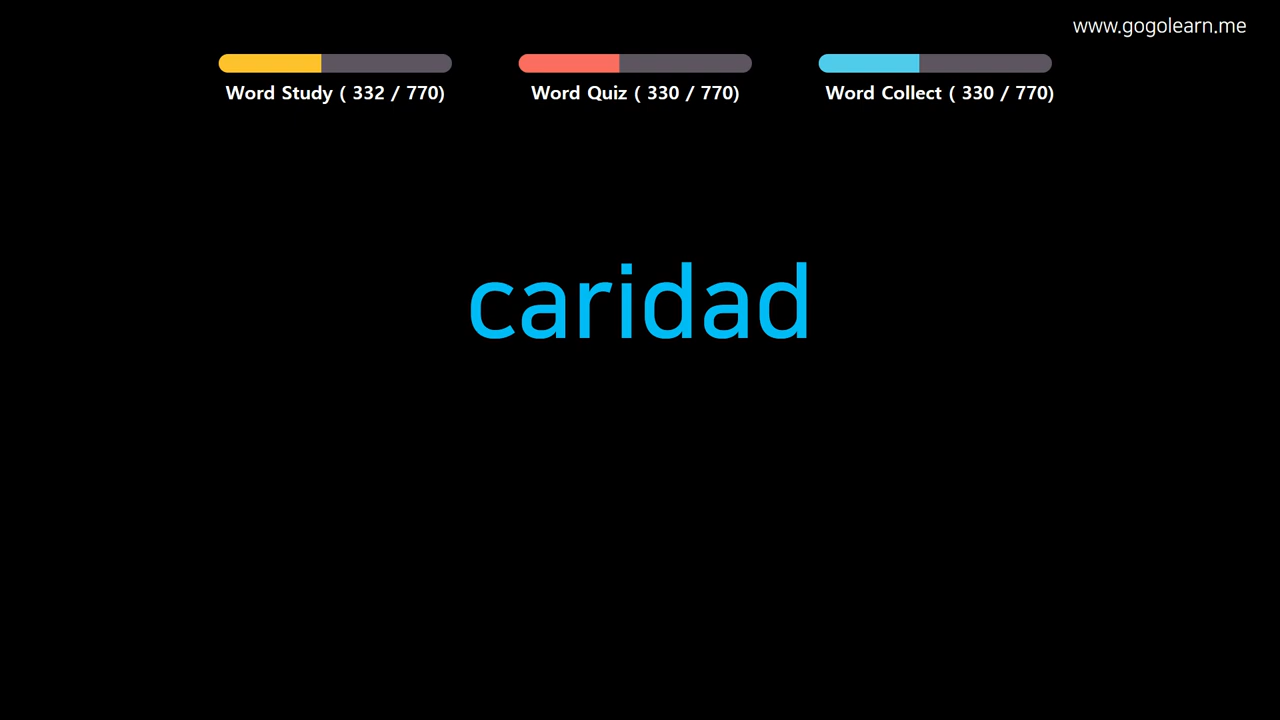 www.gogolearn.me
Word Study ( 332 / 770)
Word Quiz ( 330 / 770)
Word Collect ( 330 / 770)
caridad